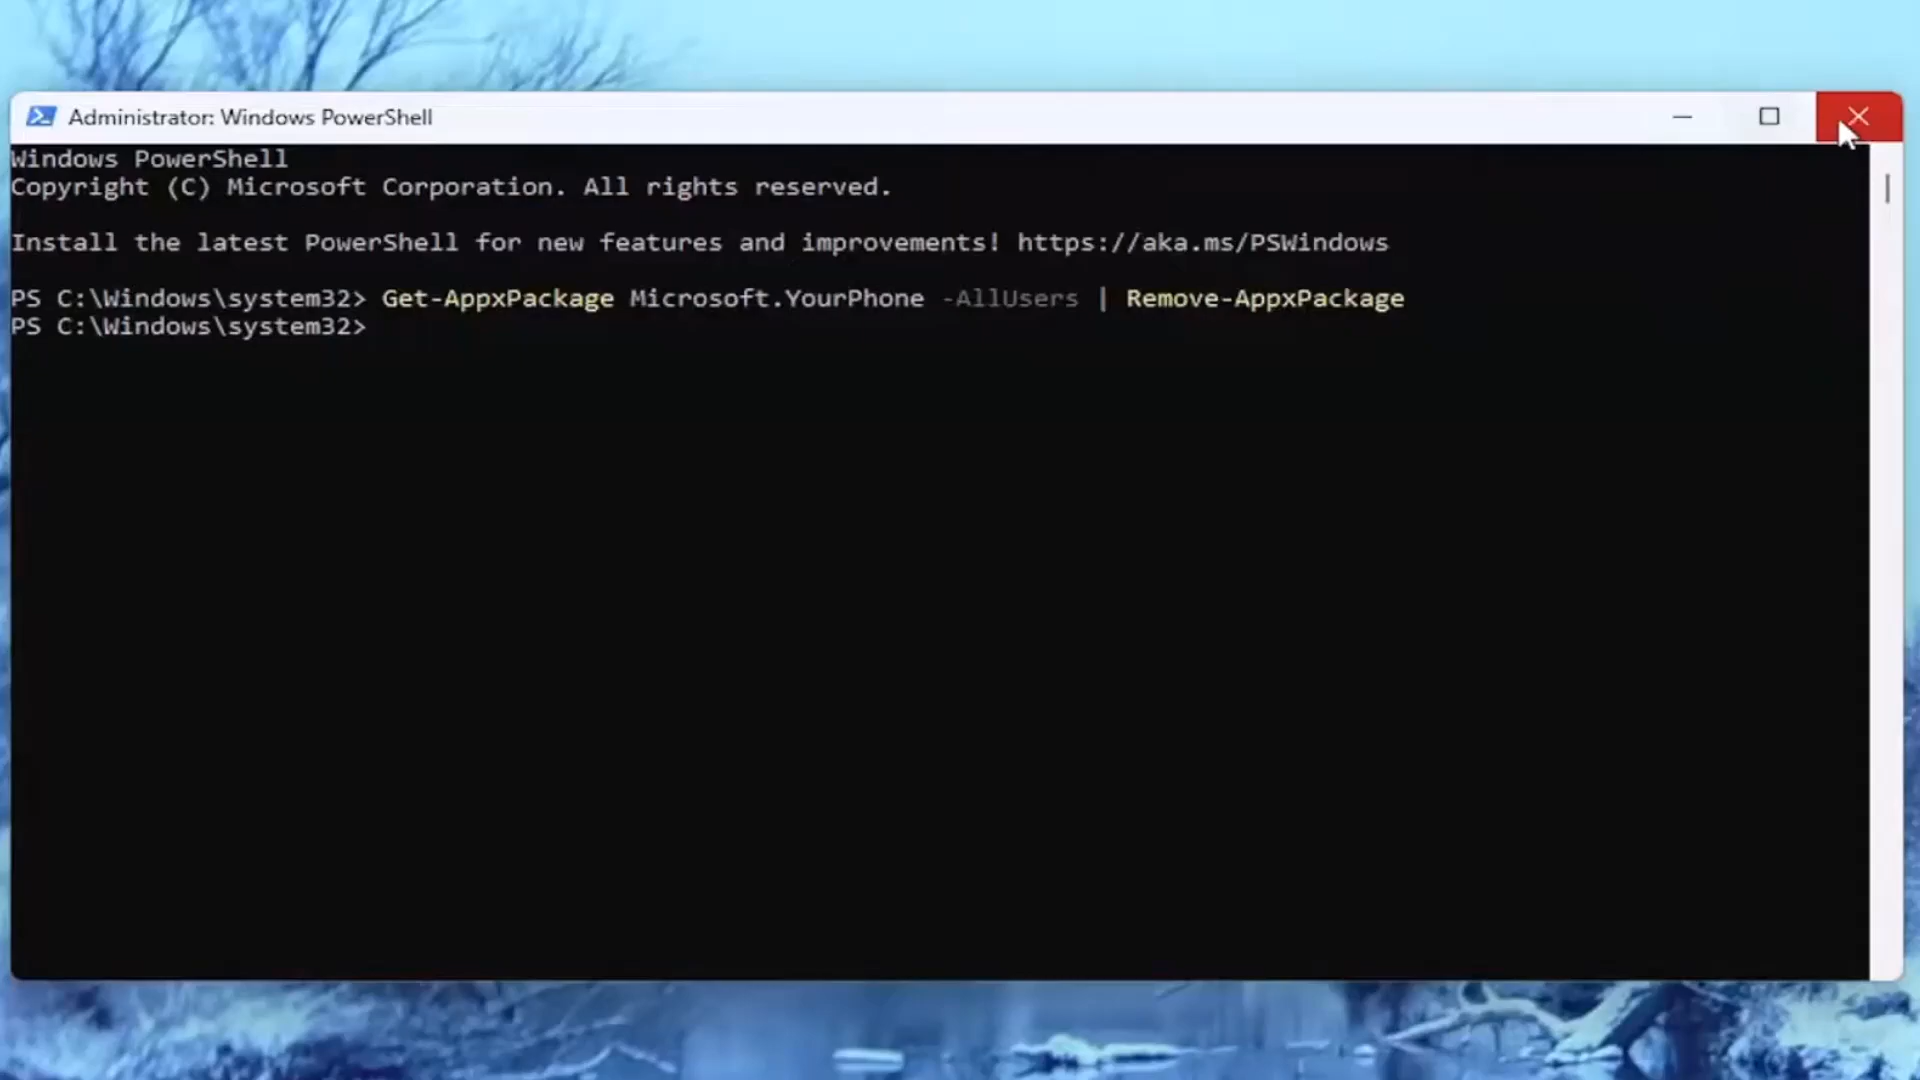 Administrator: Windows PowerShell
Windows PowerShell
Copyright (C) Microsoft Corporation. All rights reserved.
Install the latest PowerShell for new features and improvements! https://aka.ms/PSWindows
PS C:\Windows\system32> Get-AppxPackage Microsoft.YourPhone -AllUsers | Remove-AppxPackage
PS C:\Windows\system32>